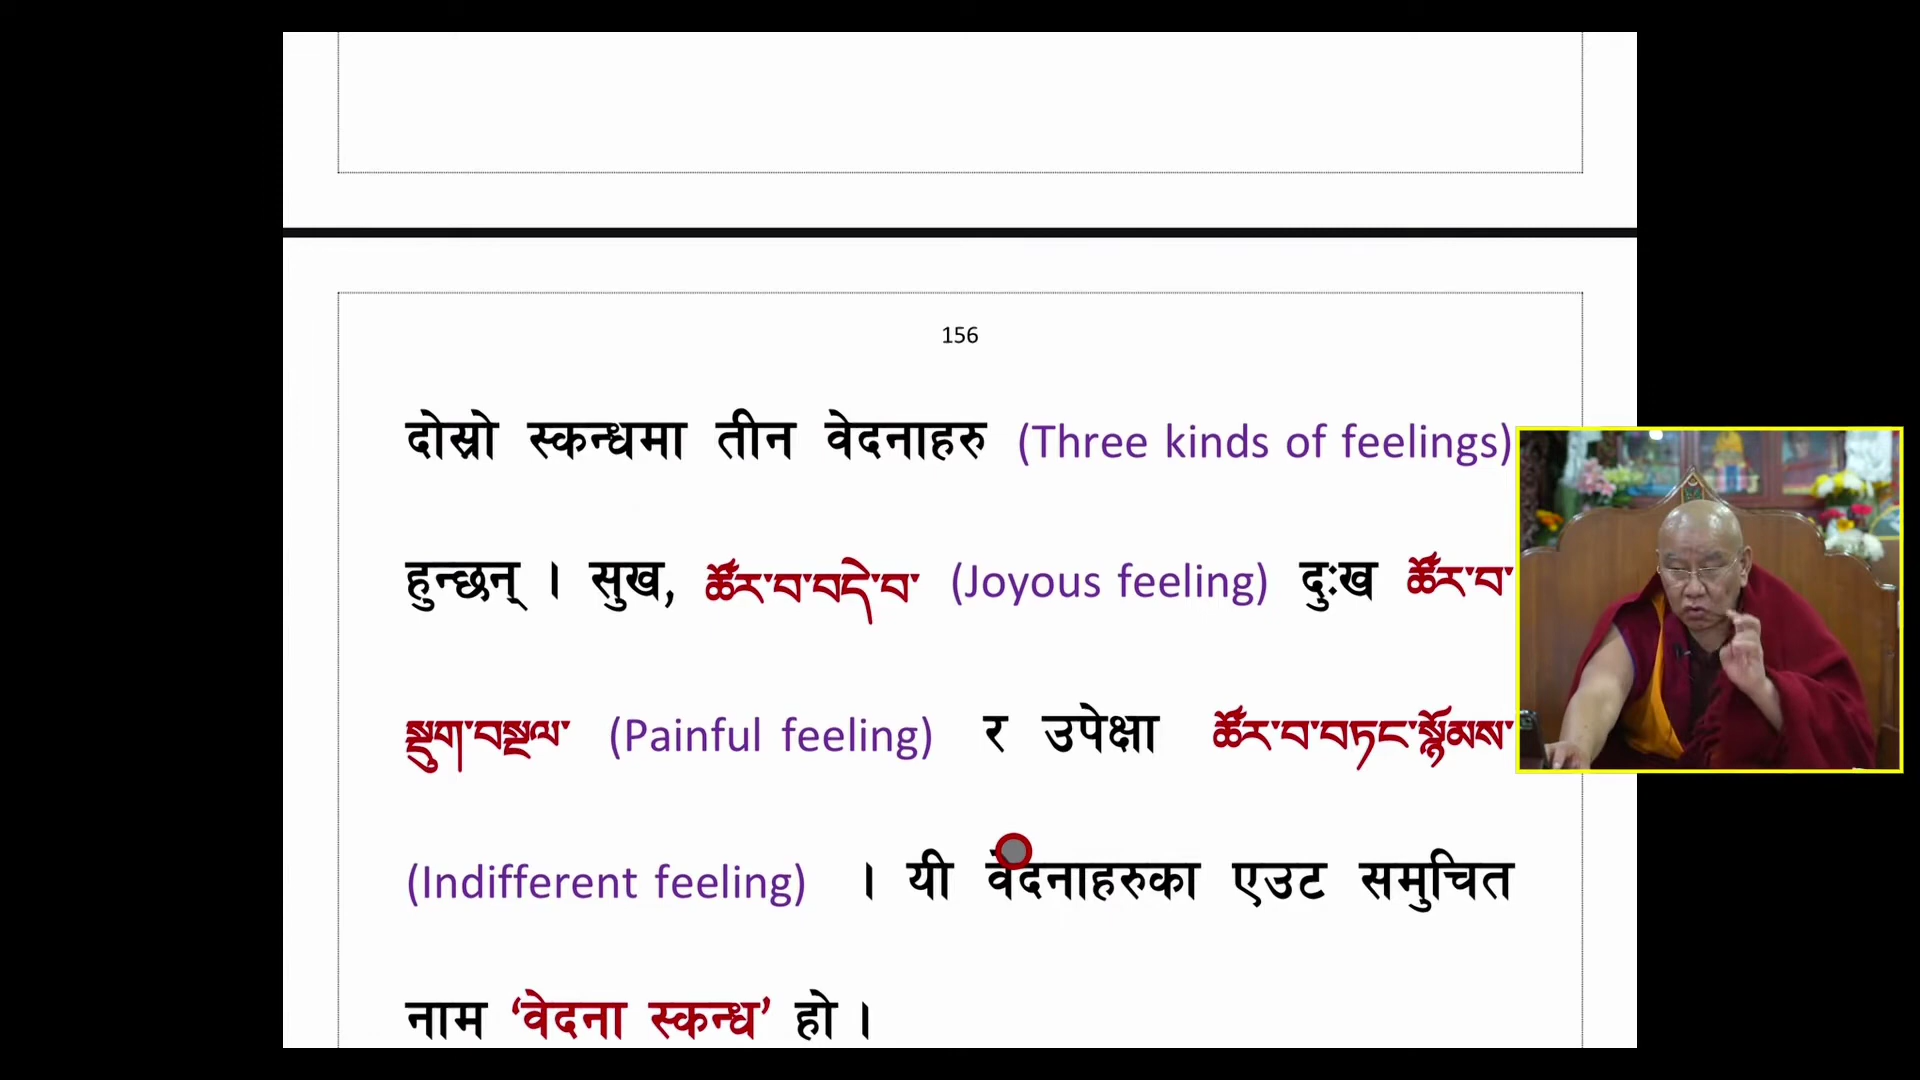 156
दोस्रो स्कन्धमा तीन वेदनाहरु (Three kinds of feelings)
हुन्छन् । सुख, ཚོར་བ་བདེ་བ་ (Joyous feeling) दुःख ཚོར་བ་
སྡུག་བསྔལ་ (Painful feeling) र उपेक्षा ཚོར་བ་བཏང་སྙོམས་
(Indifferent feeling) । यी वेदनाहरुका एउट समुचित
नाम ‘वेदना स्कन्ध’ हो ।